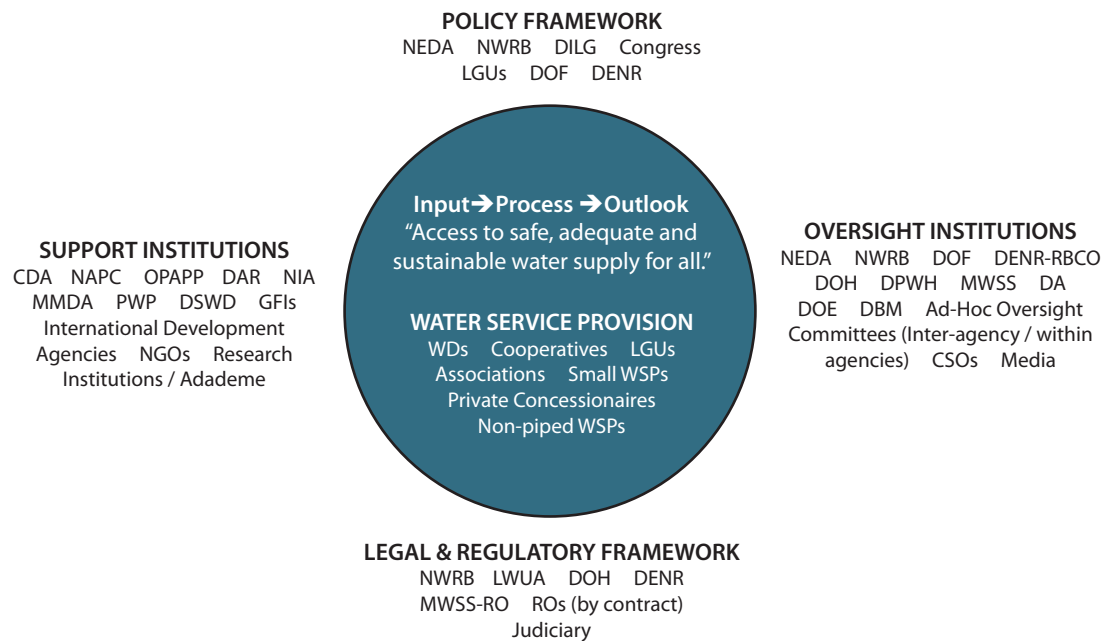 POLICY FRAMEWORK
NEDA NWRB DILG Congress
LGUs DOF DENR
Input➔Process ➔Outlook
“Access to safe, adequate and
sustainable water supply for all.”
WATER SERVICE PROVISION
WDs Cooperatives LGUs
Associations Small WSPs
Private Concessionaires
Non-piped WSPs
SUPPORT INSTITUTIONS
CDA NAPC OPAPP DAR NIA
MMDA PWP DSWD GFIs
International Development
Agencies NGOs Research
Institutions / Adademe
OVERSIGHT INSTITUTIONS
NEDA NWRB DOF DENR-RBCO
DOH DPWH MWSS DA
DOE DBM Ad-Hoc Oversight
Committees (Inter-agency / within
agencies) CSOs Media
LEGAL & REGULATORY FRAMEWORK
NWRB LWUA DOH DENR
MWSS-RO ROs (by contract)
Judiciary